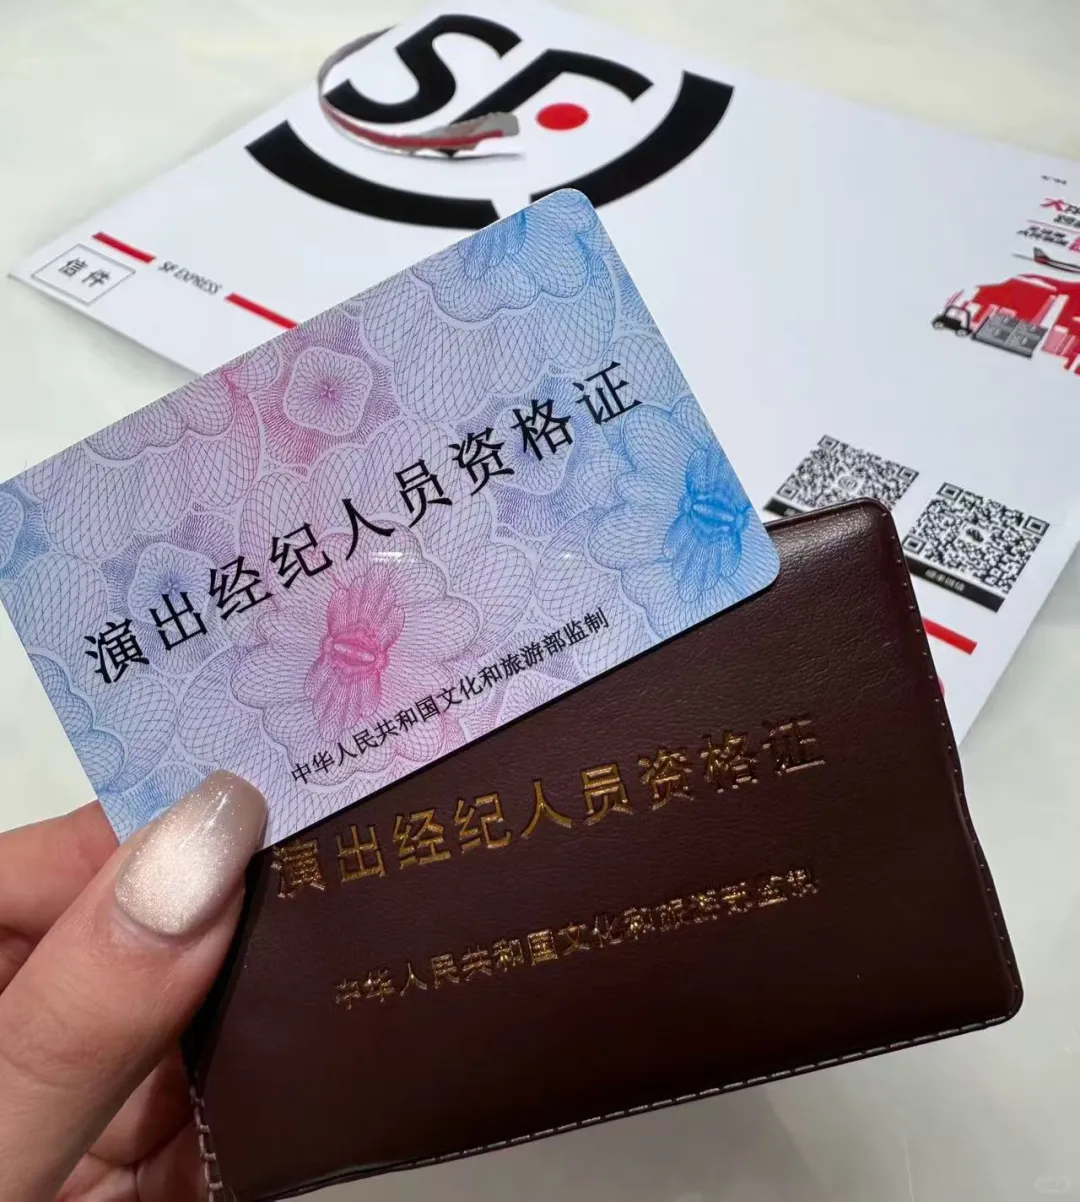 SF
信件
SF EXPRESS
演出经纪人员资格证
中华人民共和国文化和旅游部监制
演出经纪人员资格证
中华人民共和国文化和旅游部监制